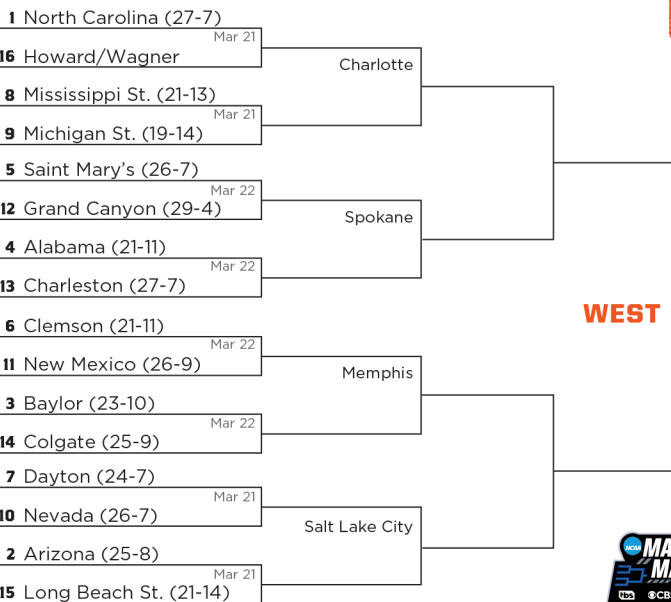 1 North Carolina (27-7)
Mar 21
16 Howard/Wagner
Charlotte
8 Mississippi St. (21-13)
Mar 21
9 Michigan St. (19-14)
5 Saint Mary's (26-7)
Mar 22
12 Grand Canyon (29-4)
Spokane
4 Alabama (21-11)
Mar 22
13 Charleston (27-7)
WEST
6 Clemson (21-11)
Mar 22
11 New Mexico (26-9)
Memphis
3 Baylor (23-10)
Mar 22
14 Colgate (25-9)
7 Dayton (24-7)
Mar 21
10 Nevada (26-7)
Salt Lake City
2 Arizona (25-8)
Mar 21
15 Long Beach St. (21-14)
NCAA
tbs